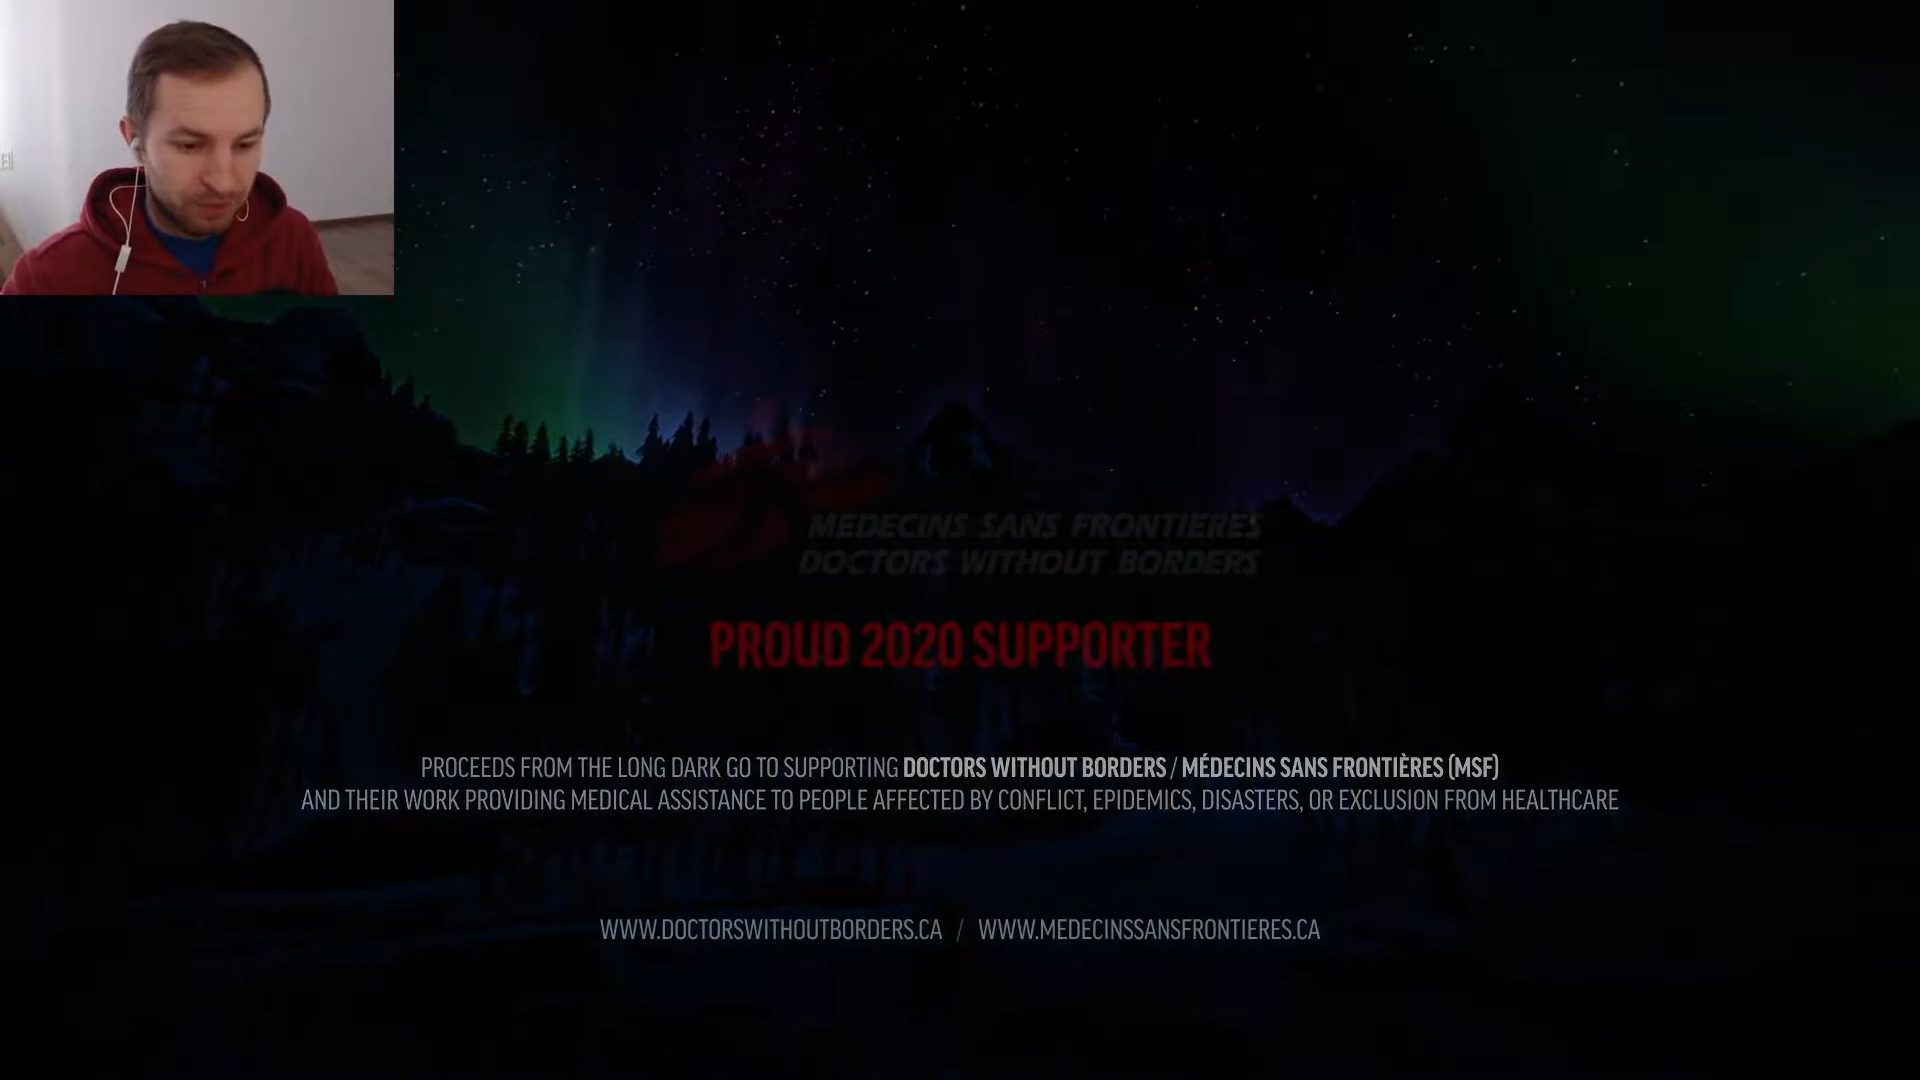 MEDECINS SANS FRONTIERES
DOCTORS WITHOUT BORDERS
PROUD 2020 SUPPORTER
PROCEEDS FROM THE LONG DARK GO TO SUPPORTING DOCTORS WITHOUT BORDERS / MÉDECINS SANS FRONTIÈRES (MSF)
AND THEIR WORK PROVIDING MEDICAL ASSISTANCE TO PEOPLE AFFECTED BY CONFLICT, EPIDEMICS, DISASTERS, OR EXCLUSION FROM HEALTHCARE
WWW.DOCTORSWITHOUTBORDERS.CA / WWW.MEDECINSSANSFRONTIERES.CA